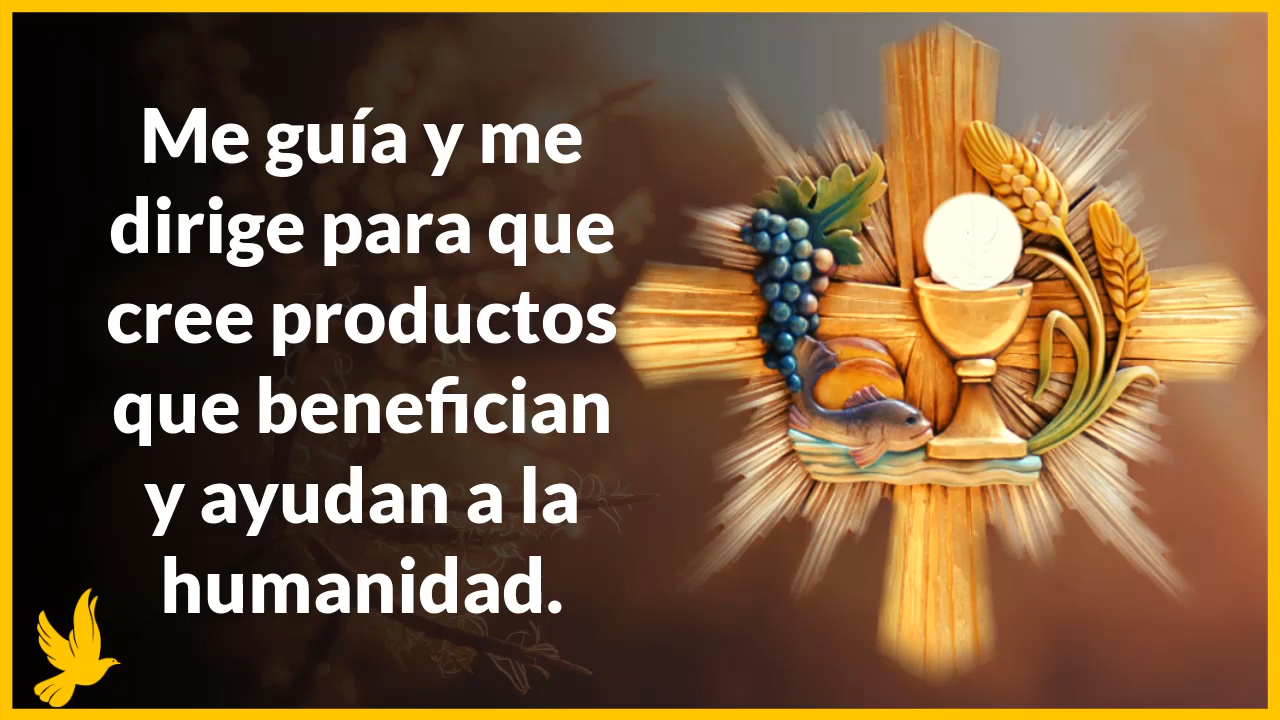 Me guía y me
dirige para que
cree productos
que benefician
y ayudan a la
humanidad.